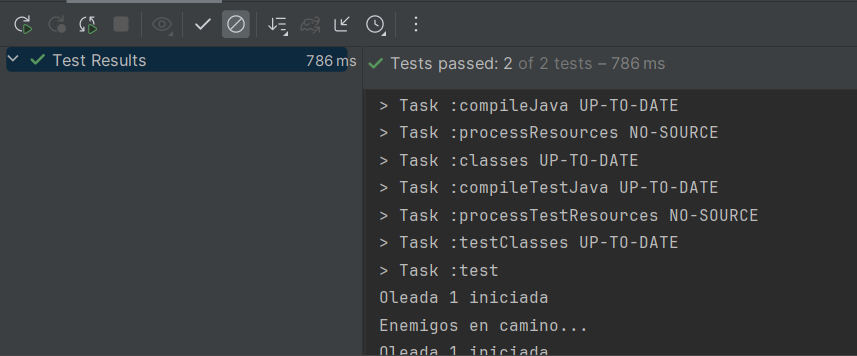 Test Results 786 ms
Tests passed: 2 of 2 tests – 786 ms
> Task :compileJava UP-TO-DATE
> Task :processResources NO-SOURCE
> Task :classes UP-TO-DATE
> Task :compileTestJava UP-TO-DATE
> Task :processTestResources NO-SOURCE
> Task :testClasses UP-TO-DATE
> Task :test
Oleada 1 iniciada
Enemigos en camino...
Oleada 1 iniciada